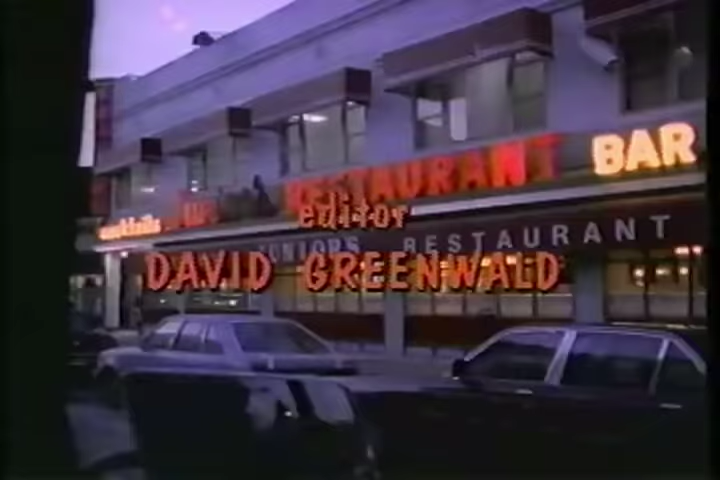 RESTAURANT BAR
cocktails
editor
JUNIORS RESTAURANT
DAVID GREENWALD